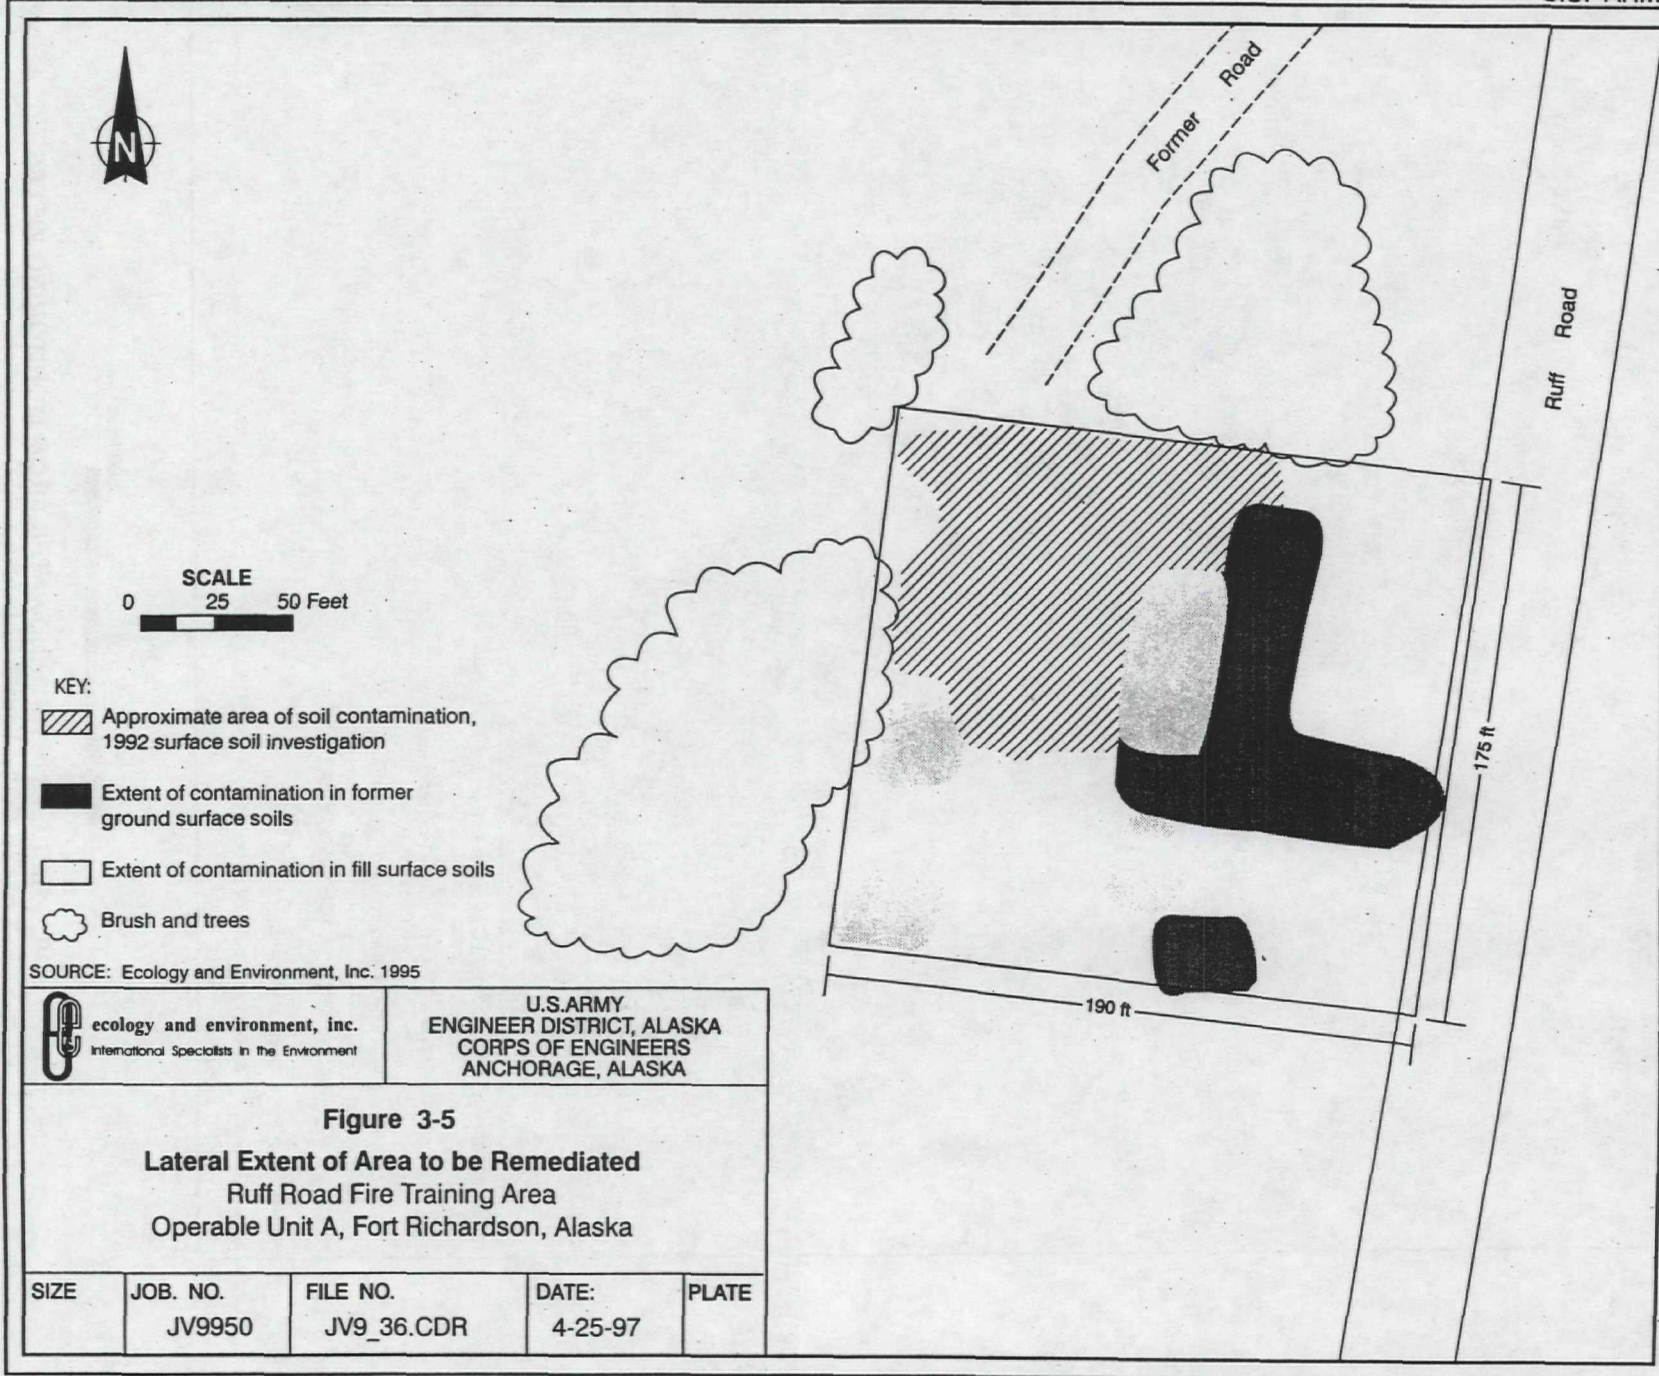 N
Former Road
Ruff Road
SCALE
0 25 50 Feet
KEY:
Approximate area of soil contamination,
1992 surface soil investigation
Extent of contamination in former
ground surface soils
Extent of contamination in fill surface soils
Brush and trees
175 ft
190 ft
SOURCE: Ecology and Environment, Inc. 1995
ecology and environment, inc.
International Specialists in the Environment
U.S.ARMY
ENGINEER DISTRICT, ALASKA
CORPS OF ENGINEERS
ANCHORAGE, ALASKA
Figure 3-5
Lateral Extent of Area to be Remediated
Ruff Road Fire Training Area
Operable Unit A, Fort Richardson, Alaska
SIZE JOB. NO. FILE NO. DATE: PLATE
JV9950 JV9_36.CDR 4-25-97